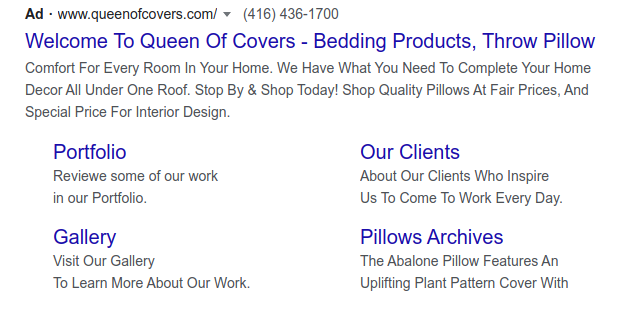 Ad · www.queenofcovers.com/ (416) 436-1700
Welcome To Queen Of Covers - Bedding Products, Throw Pillow
Comfort For Every Room In Your Home. We Have What You Need To Complete Your Home
Decor All Under One Roof. Stop By & Shop Today! Shop Quality Pillows At Fair Prices, And
Special Price For Interior Design.
Portfolio
Reviewe some of our work
in our Portfolio.
Our Clients
About Our Clients Who Inspire
Us To Come To Work Every Day.
Gallery
Visit Our Gallery
To Learn More About Our Work.
Pillows Archives
The Abalone Pillow Features An
Uplifting Plant Pattern Cover With